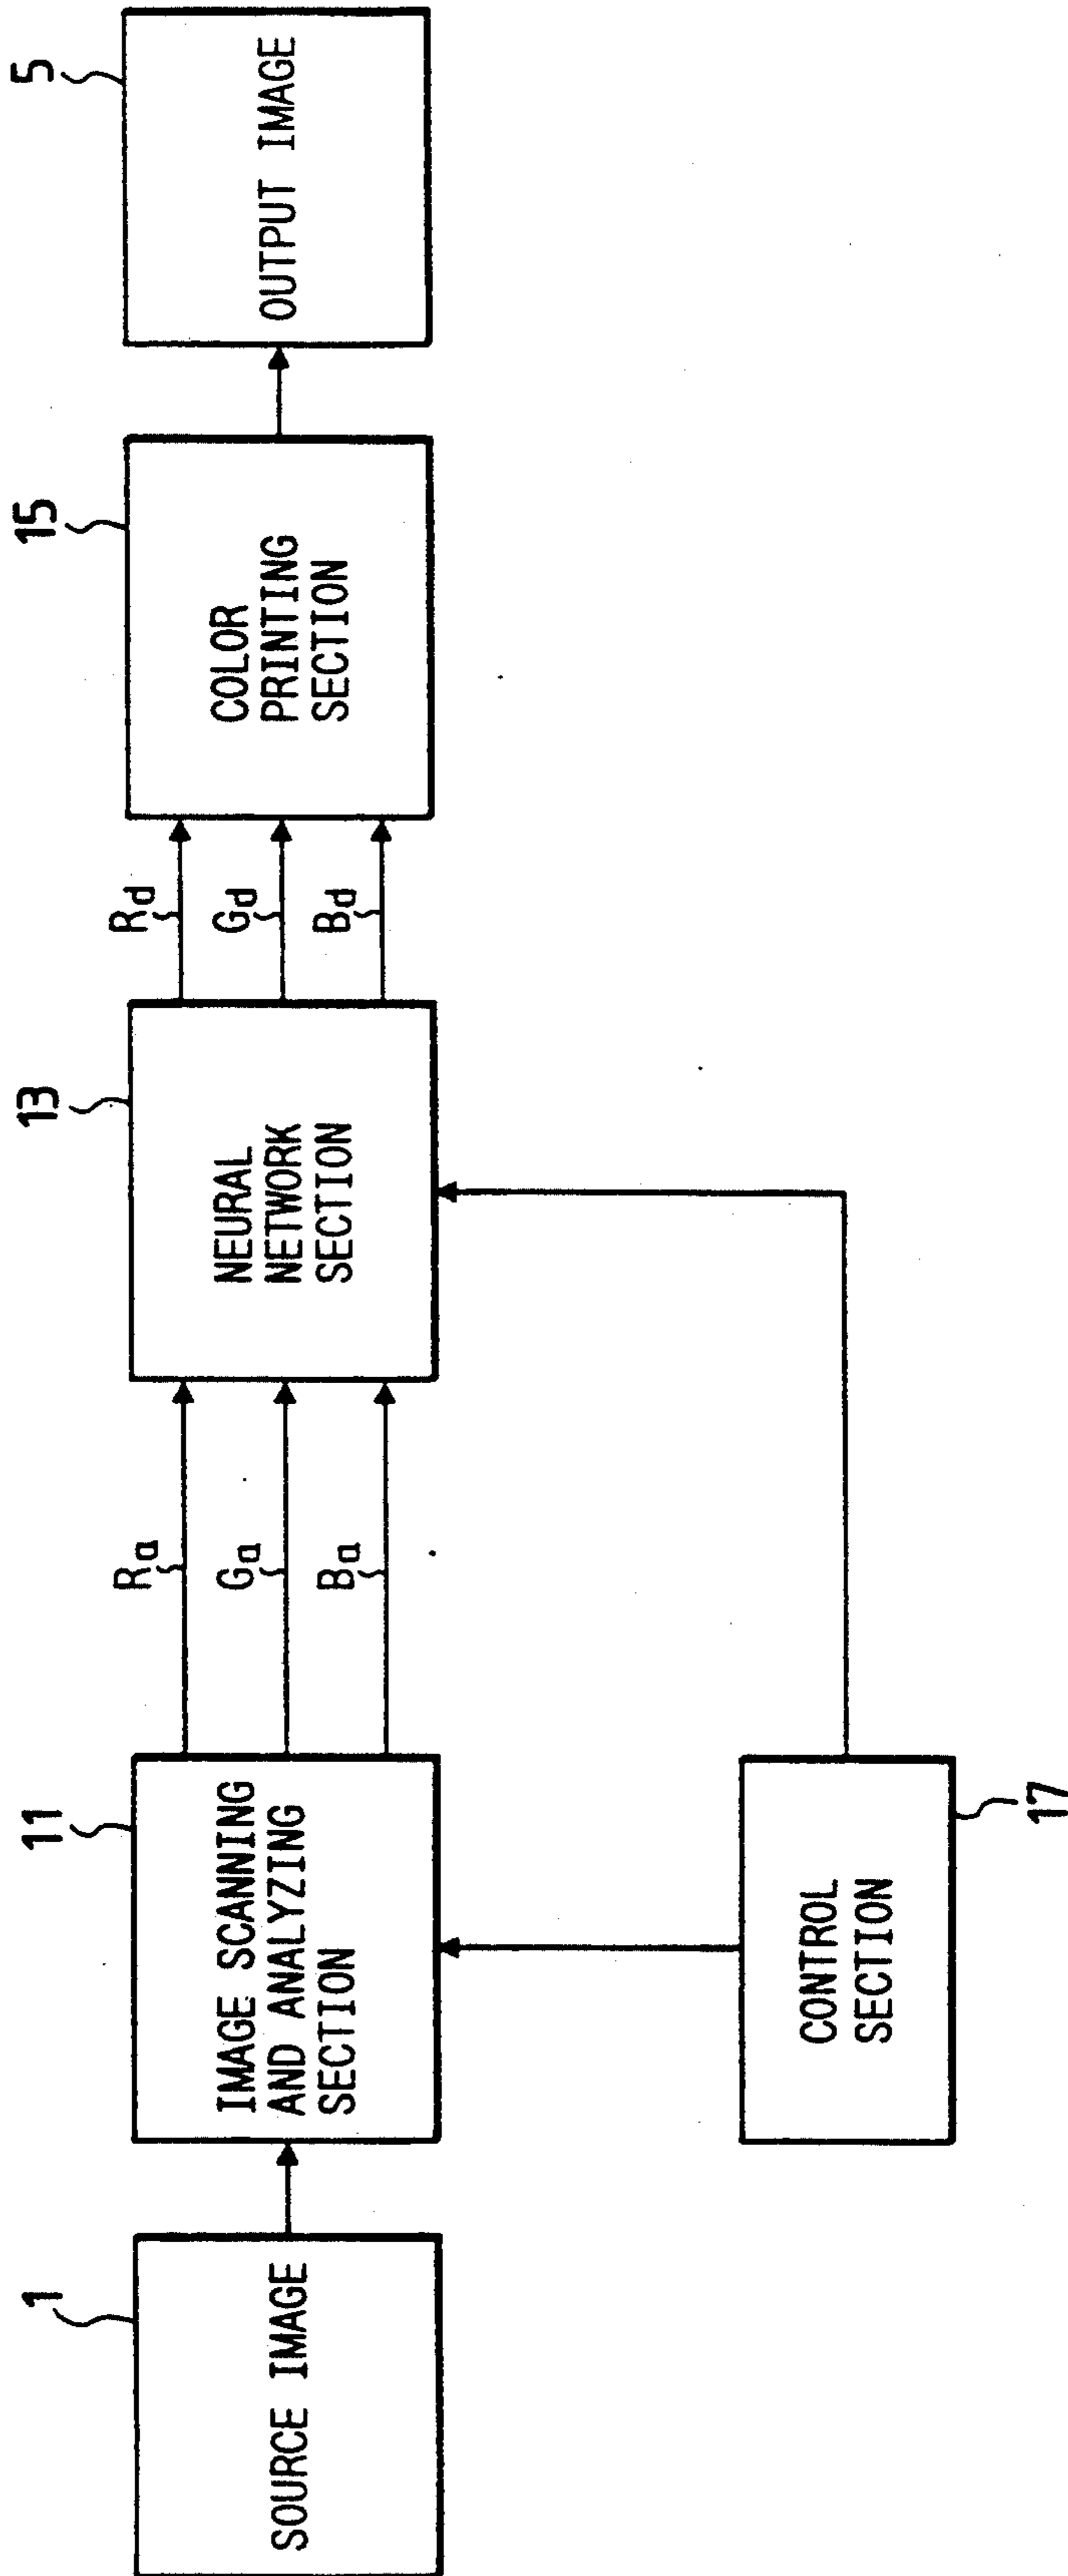 1
SOURCE IMAGE
11
IMAGE SCANNING
AND ANALYZING
SECTION
Ra
Ga
Ba
13
NEURAL
NETWORK
SECTION
Rd
Gd
Bd
15
COLOR
PRINTING
SECTION
5
OUTPUT IMAGE
CONTROL
SECTION
17